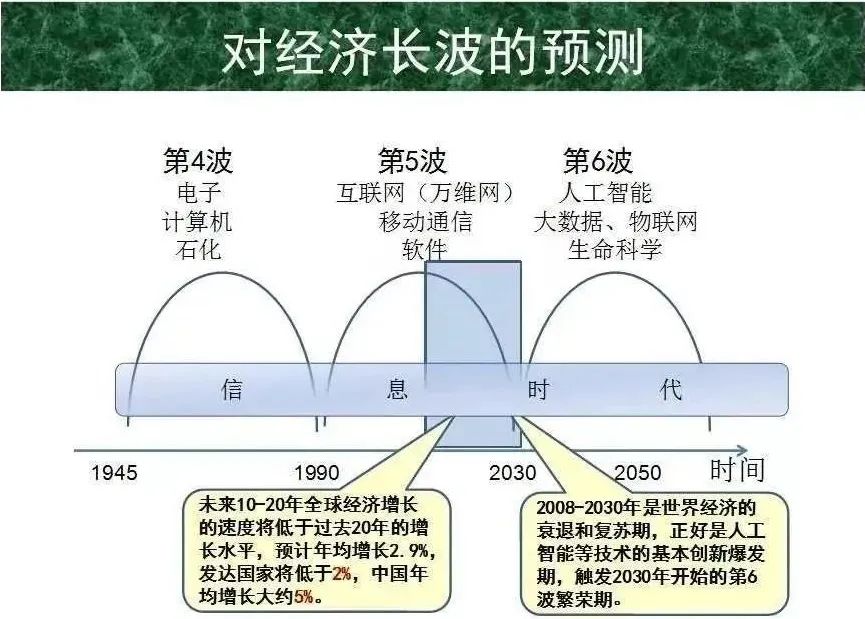 对经济长波的预测
第4波
电子
计算机
石化
第5波
互联网（万维网）
移动通信
软件
第6波
人工智能
大数据、物联网
生命科学
信 息 时 代
1945 1990 2030 2050 时间
未来10-20年全球经济增长
的速度将低于过去20年的增
长水平，预计年均增长2.9%，
发达国家将低于2%，中国年
均增长大约5%。
2008-2030年是世界经济的
衰退和复苏期，正好是人工
智能等技术的基本创新爆发
期，触发2030年开始的第6
波繁荣期。